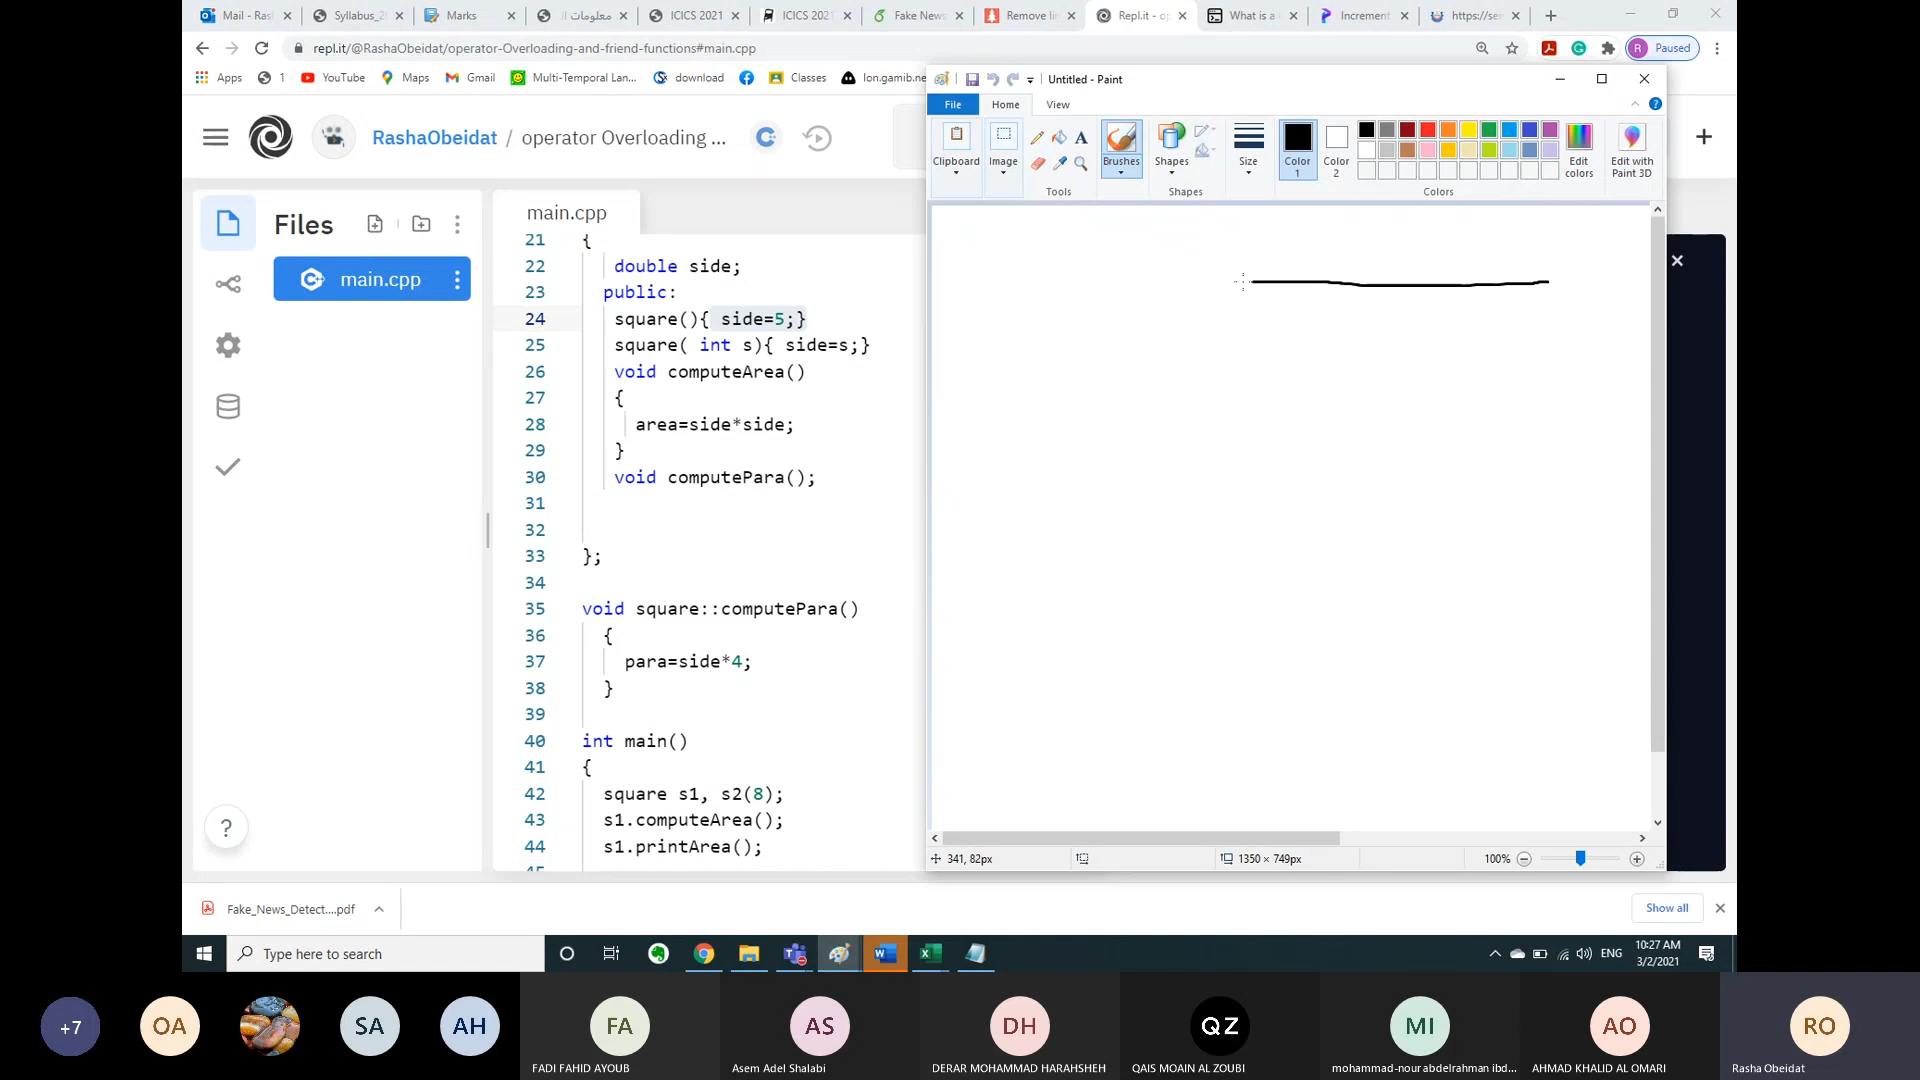 Mail - Ras
Syllabus_2
Marks
معلومات ال
ICICS 2021
ICICS 202
Fake News
Remove li
Repl.it - o
What is a
Increment
https://se
repl.it/@RashaObeidat/operator-Overloading-and-friend-functions#main.cpp
R Paused
Apps
1
YouTube
Maps
Gmail
Multi-Temporal Lan...
download
Classes
lon.gamib.ne
Untitled - Paint
File
Home
View
Clipboard
Image
Tools
Brushes
Shapes
Shapes
Size
Color 1
Color 2
Colors
Edit colors
Edit with Paint 3D
RashaObeidat / operator Overloading ...
Files
main.cpp
main.cpp
21 {
22 double side;
23 public:
24 square(){ side=5;}
25 square( int s){ side=s;}
26 void computeArea()
27 {
28 area=side*side;
29 }
30 void computePara();
31
32
33 };
34
35 void square::computePara()
36 {
37 para=side*4;
38 }
39
40 int main()
41 {
42 square s1, s2(8);
43 s1.computeArea();
44 s1.printArea();
341, 82px
1350 × 749px
100%
?
Fake_News_Detect....pdf
Show all
Type here to search
ENG
10:27 AM
3/2/2021
+7
OA
SA
AH
FA
FADI FAHID AYOUB
AS
Asem Adel Shalabi
DH
DERAR MOHAMMAD HARAHSHEH
QZ
QAIS MOAIN AL ZOUBI
MI
mohammad-nour abdelrahman ibd...
AO
AHMAD KHALID AL OMARI
RO
Rasha Obeidat